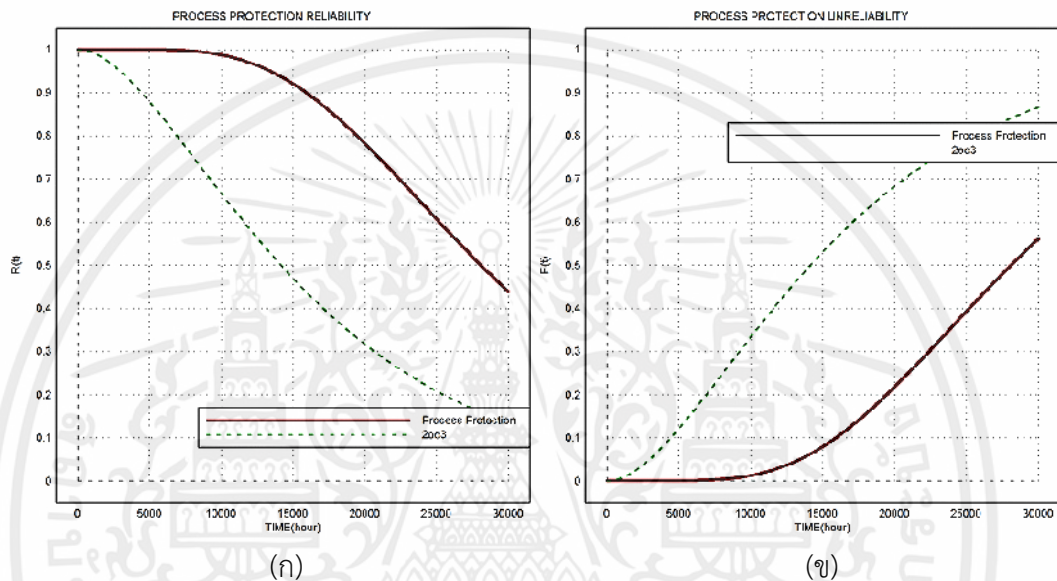 PROCESS PROTECTION RELIABILITY
1
0.9
0.8
0.7
0.6
0.5
0.4
0.3
0.2
0.1
0
R(t)
Process Protection
2oo3
0 5000 10000 15000 20000 25000 30000
TIME(hour)
(ก)
PROCESS PROTECTION UNRELIABILITY
1
0.9
0.8
0.7
0.6
0.5
0.4
0.3
0.2
0.1
0
F(t)
Process Protection
2oo3
0 5000 10000 15000 20000 25000 30000
TIME(hour)
(ข)